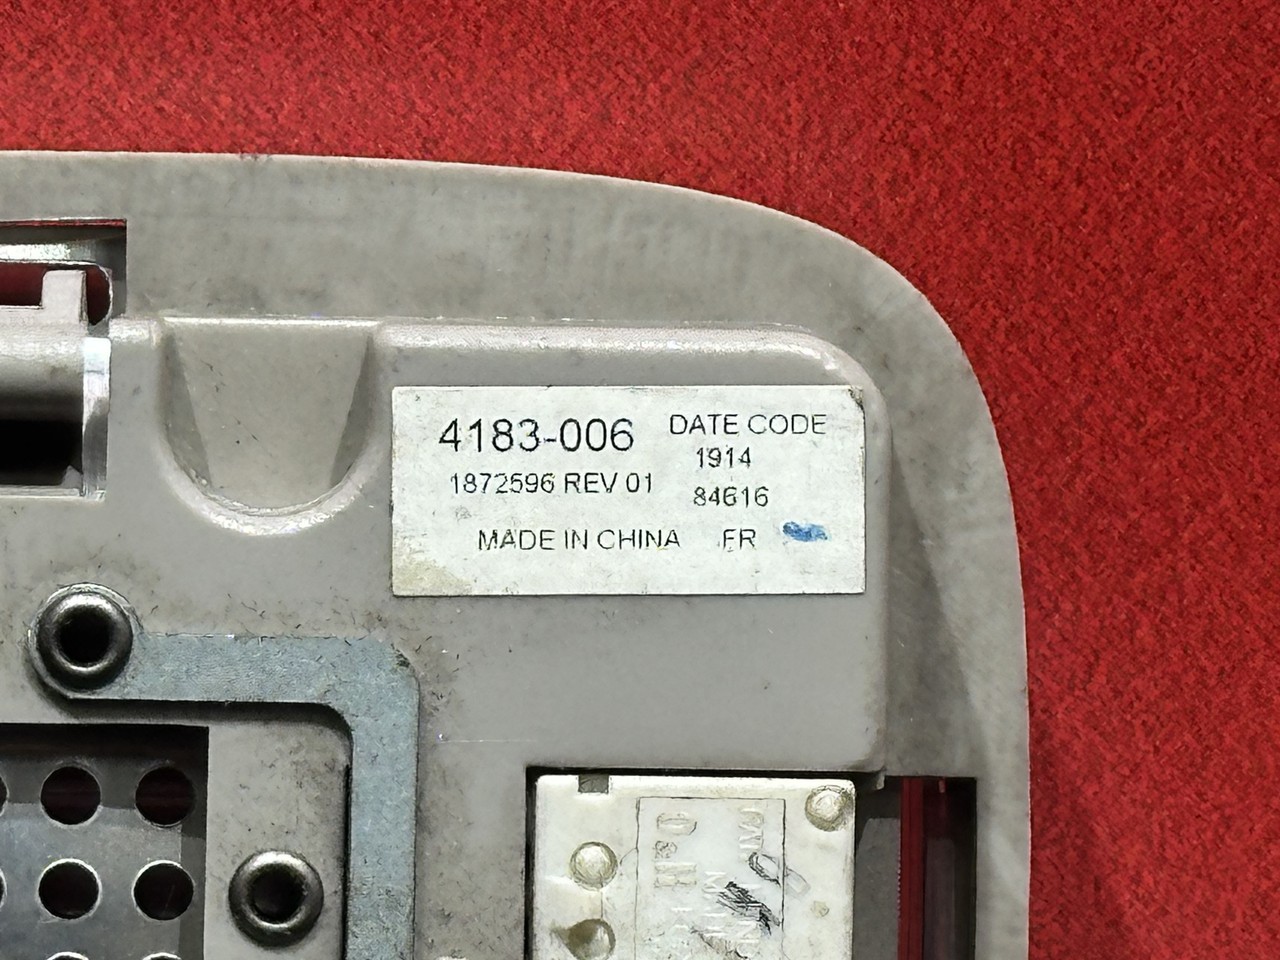 4183-006
DATE CODE
1914
1872596 REV 01
84616
MADE IN CHINA FR